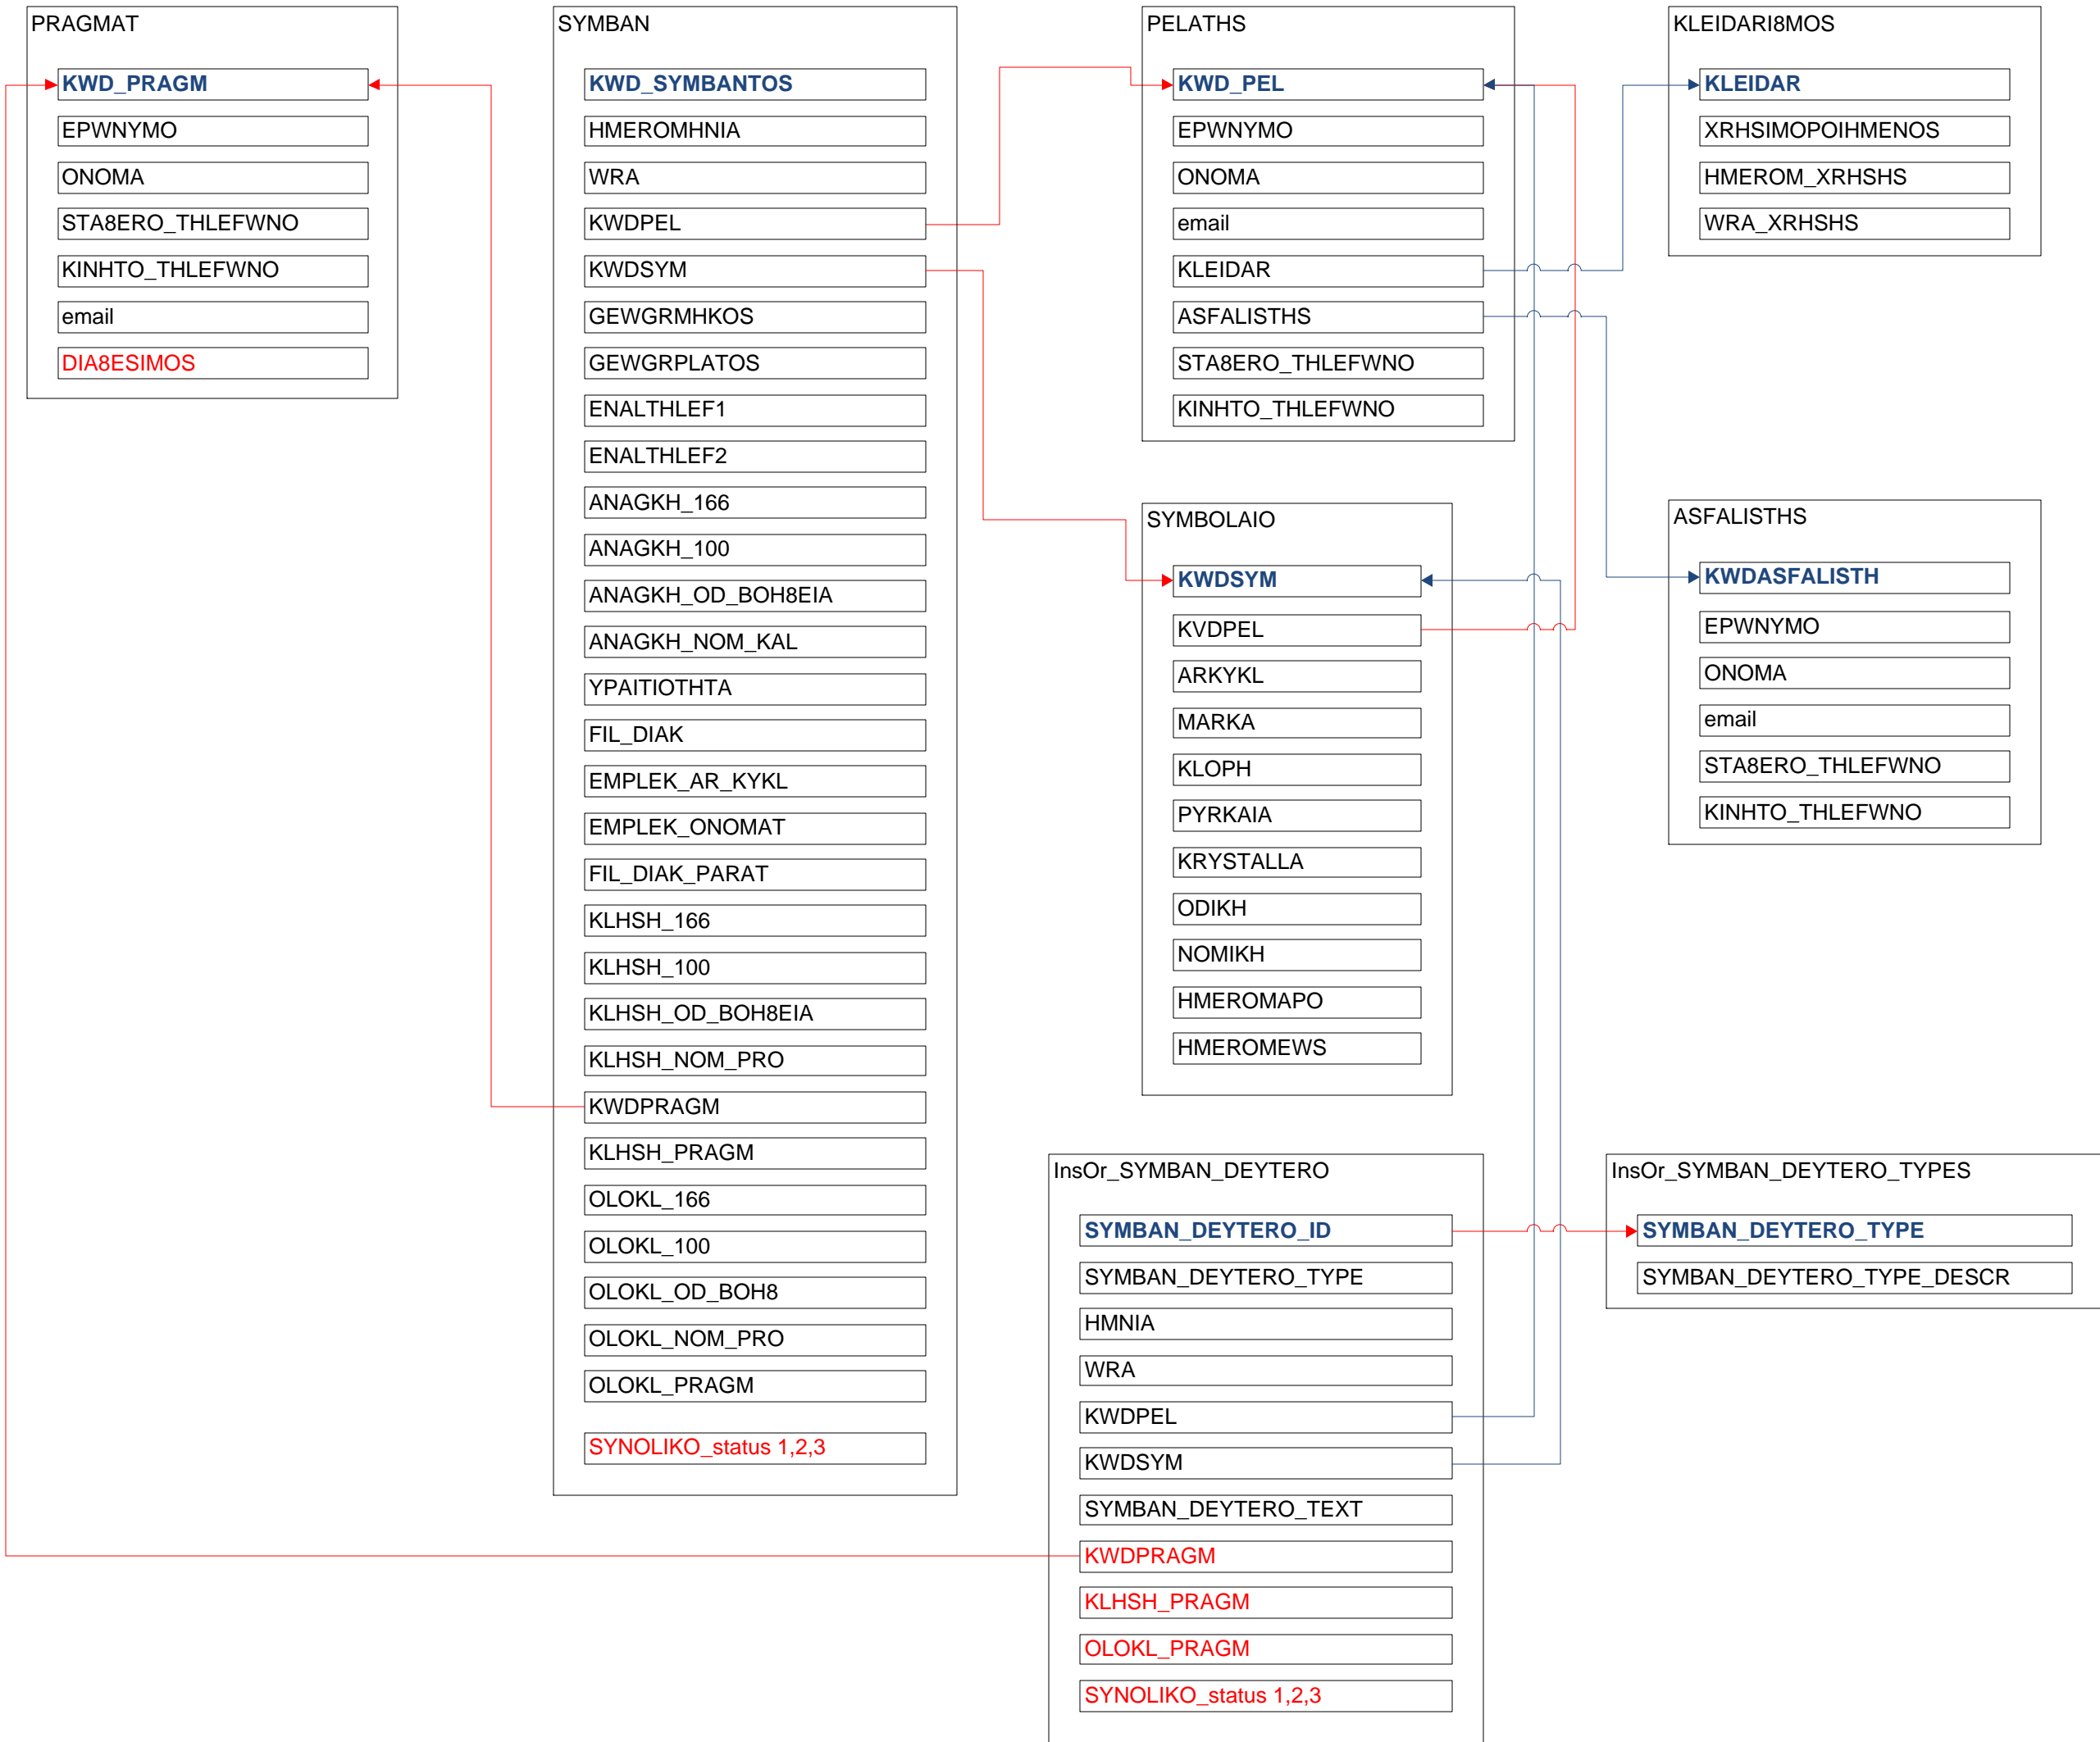 PRAGMAT
KWD_PRAGM
EPWNYMO
ONOMA
STA8ERO_THLEFWNO
KINHTO_THLEFWNO
email
DIA8ESIMOS
SYMBAN
KWD_SYMBANTOS
HMEROMHNIA
WRA
KWDPEL
KWDSYM
GEWGRMHKOS
GEWGRPLATOS
ENALTHLEF1
ENALTHLEF2
ANAGKH_166
ANAGKH_100
ANAGKH_OD_BOH8EIA
ANAGKH_NOM_KAL
YPAITIOTHTA
FIL_DIAK
EMPLEK_AR_KYKL
EMPLEK_ONOMAT
FIL_DIAK_PARAT
KLHSH_166
KLHSH_100
KLHSH_OD_BOH8EIA
KLHSH_NOM_PRO
KWDPRAGM
KLHSH_PRAGM
OLOKL_166
OLOKL_100
OLOKL_OD_BOH8
OLOKL_NOM_PRO
OLOKL_PRAGM
SYNOLIKO_status 1,2,3
PELATHS
KWD_PEL
EPWNYMO
ONOMA
email
KLEIDAR
ASFALISTHS
STA8ERO_THLEFWNO
KINHTO_THLEFWNO
KLEIDARI8MOS
KLEIDAR
XRHSIMOPOIHMENOS
HMEROM_XRHSHS
WRA_XRHSHS
SYMBOLAIO
KWDSYM
KVDPEL
ARKYKL
MARKA
KLOPH
PYRKAIA
KRYSTALLA
ODIKH
NOMIKH
HMEROMAPO
HMEROMEWS
ASFALISTHS
KWDASFALISTH
EPWNYMO
ONOMA
email
STA8ERO_THLEFWNO
KINHTO_THLEFWNO
InsOr_SYMBAN_DEYTERO
SYMBAN_DEYTERO_ID
SYMBAN_DEYTERO_TYPE
HMNIA
WRA
KWDPEL
KWDSYM
SYMBAN_DEYTERO_TEXT
KWDPRAGM
KLHSH_PRAGM
OLOKL_PRAGM
SYNOLIKO_status 1,2,3
InsOr_SYMBAN_DEYTERO_TYPES
SYMBAN_DEYTERO_TYPE
SYMBAN_DEYTERO_TYPE_DESCR